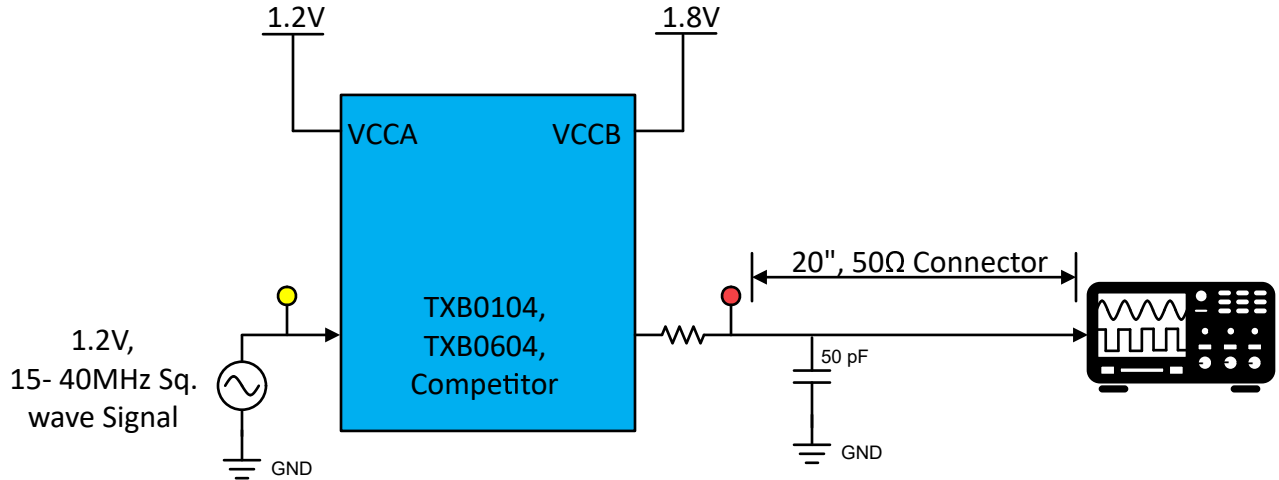 1.2V
1.8V
VCCA
VCCB
20", 50Ω Connector
TXB0104,
TXB0604,
Competitor
1.2V,
15- 40MHz Sq.
wave Signal
50 pF
GND
GND